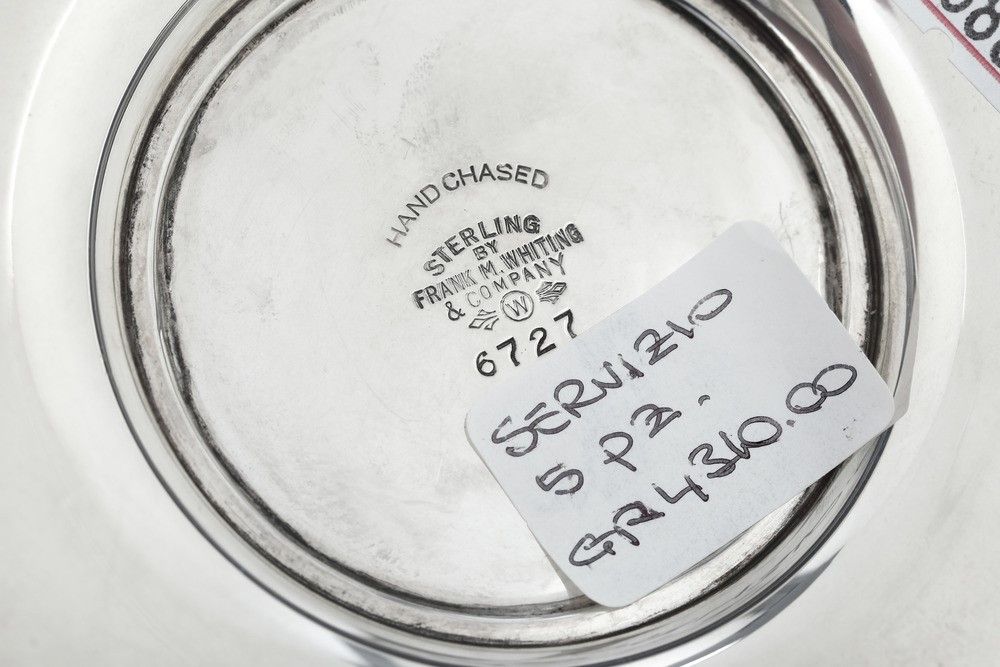 HAND CHASED
STERLING
BY
FRANK M. WHITING
& COMPANY
W
6727
SERVIZIO
5 PZ.
GR 4310.00